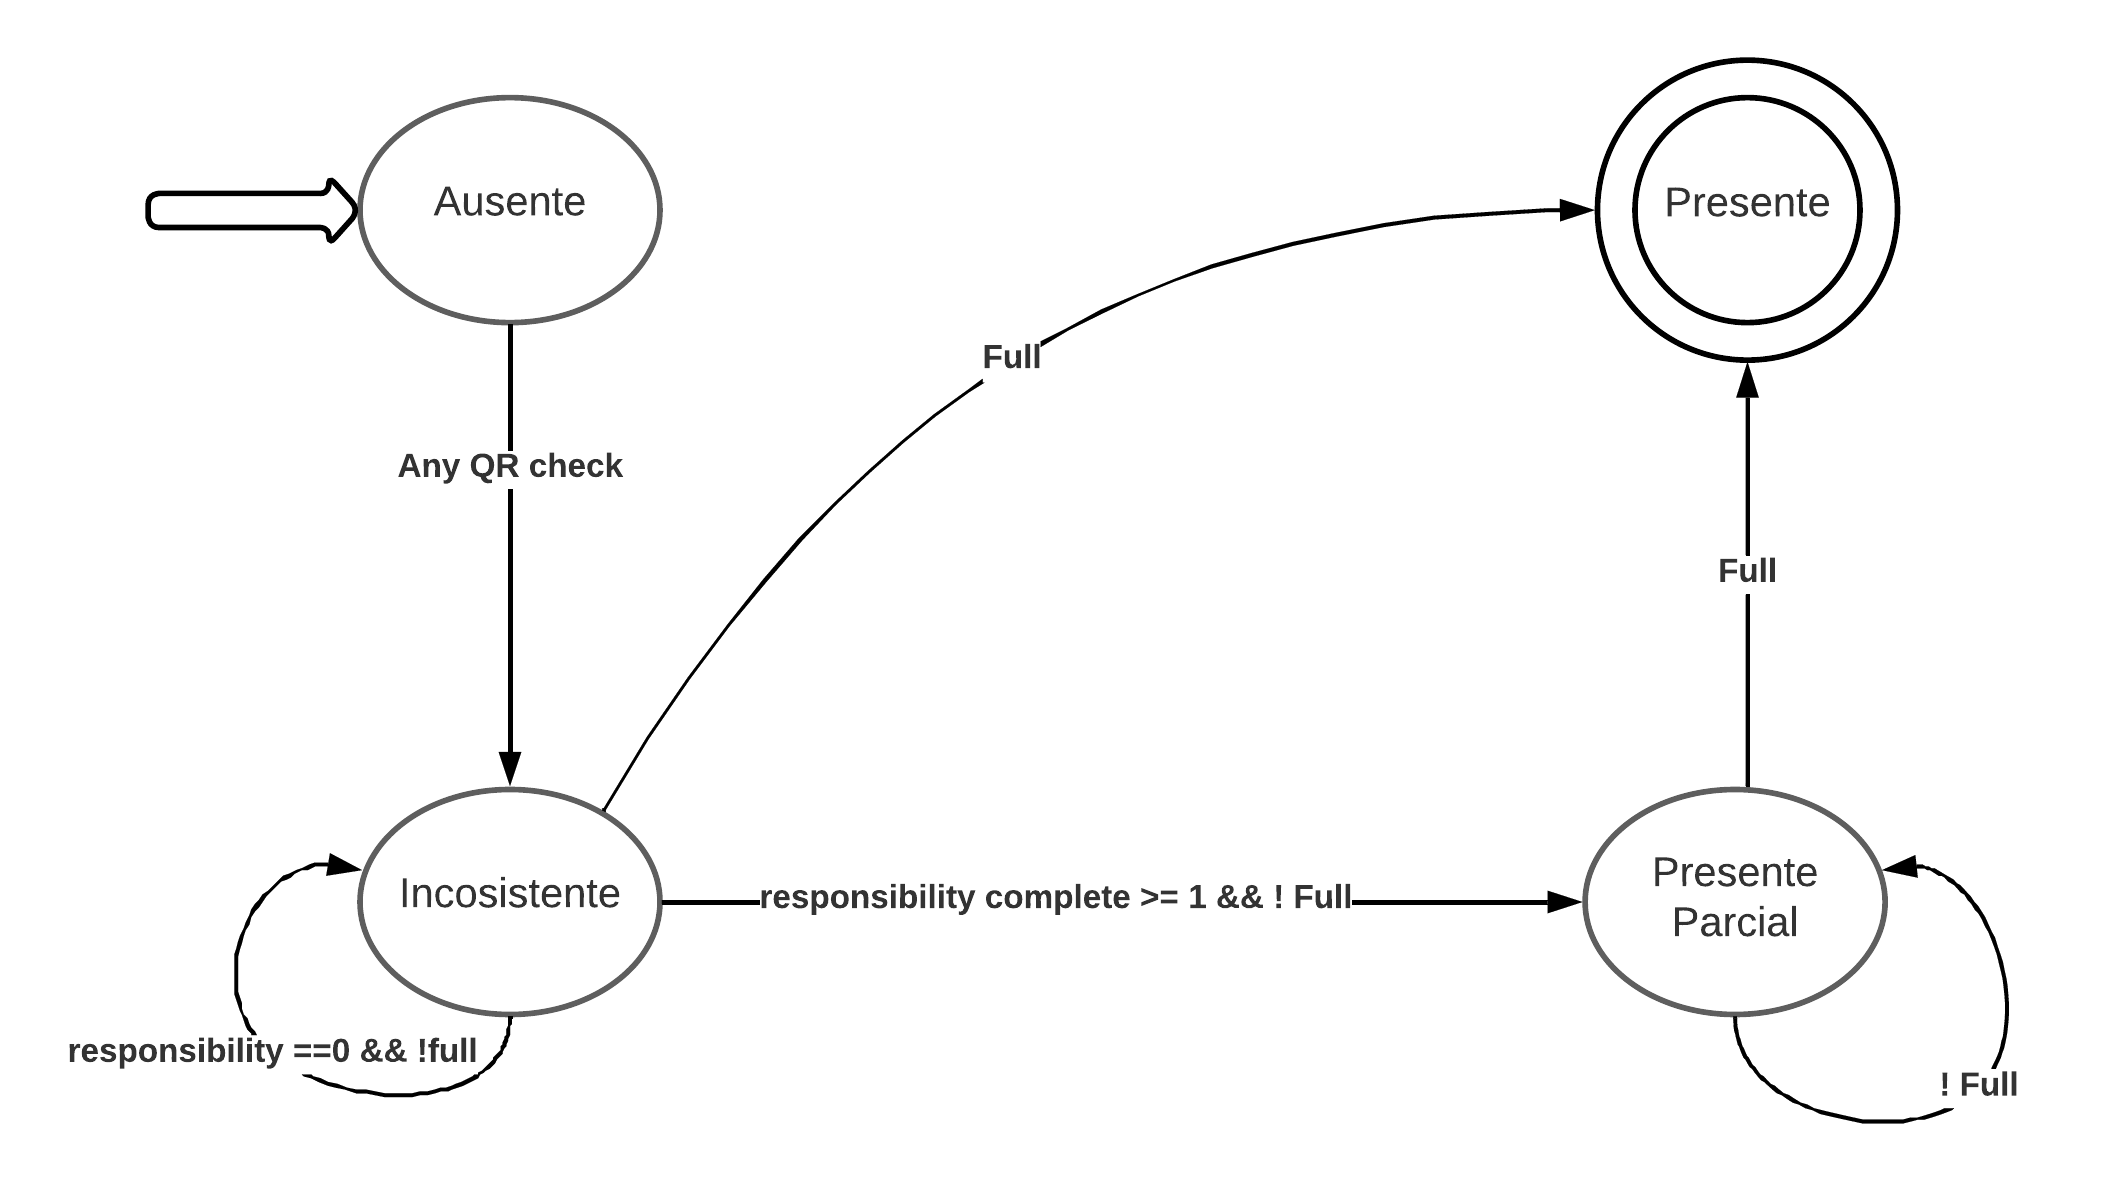 Ausente
Presente
Full
Any QR check
Full
Incosistente
responsibility complete >= 1 && ! Full
Presente
Parcial
responsibility ==0 && !full
! Full